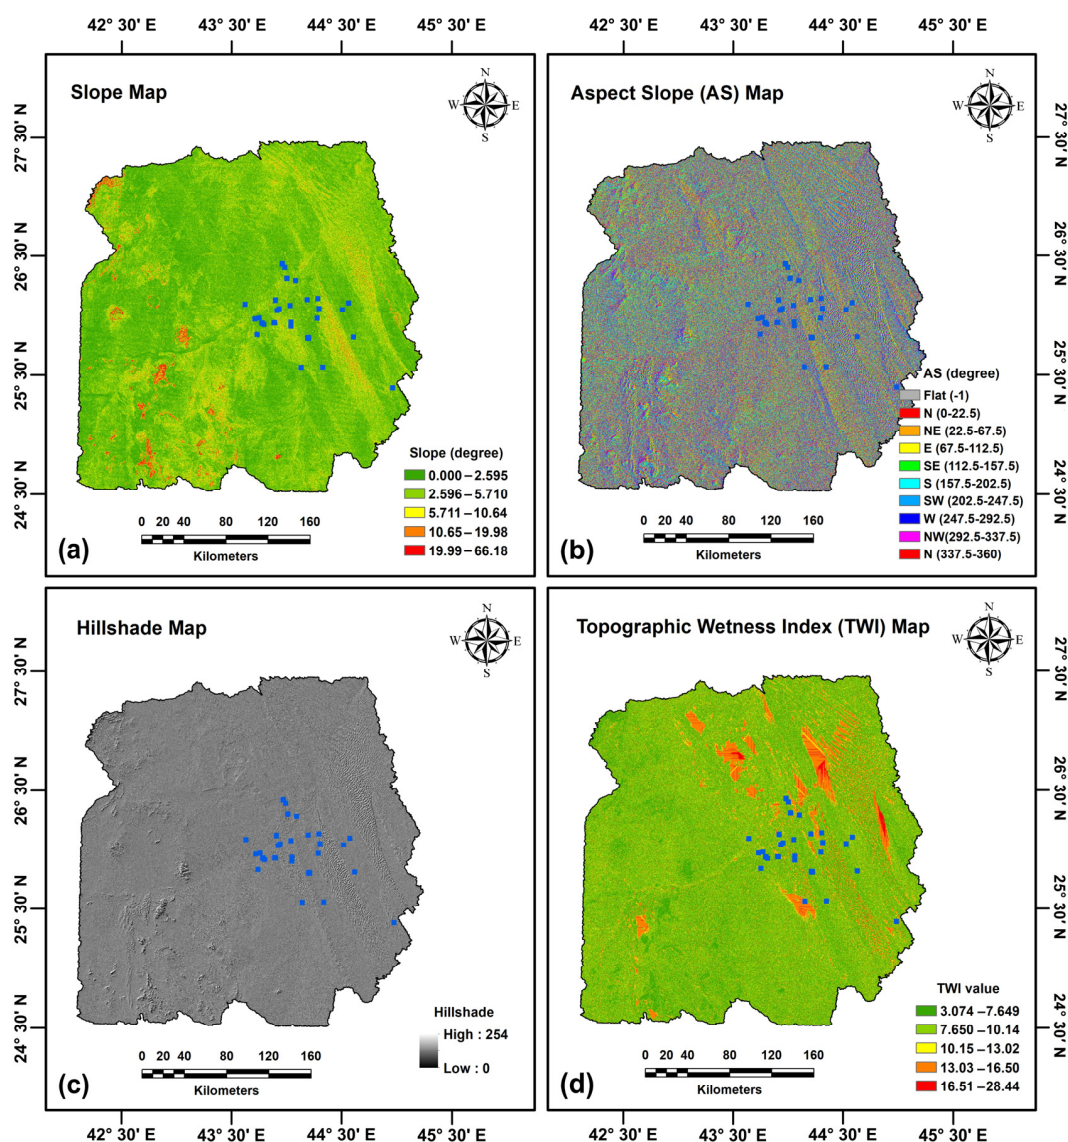 42° 30' E 43° 30' E 44° 30' E 45° 30' E 42° 30' E 43° 30' E 44° 30' E 45° 30' E
Slope Map
N
W E
S
27° 30' N
26° 30' N
25° 30' N
24° 30' N
Slope (degree)
0.000 – 2.595
2.596 – 5.710
5.711 – 10.64
10.65 – 19.98
19.99 – 66.18
0 20 40 80 120 160
Kilometers
(a)
Aspect Slope (AS) Map
N
W E
S
27° 30' N
26° 30' N
25° 30' N
24° 30' N
AS (degree)
Flat (-1)
N (0-22.5)
NE (22.5-67.5)
E (67.5-112.5)
SE (112.5-157.5)
S (157.5-202.5)
SW (202.5-247.5)
W (247.5-292.5)
NW(292.5-337.5)
N (337.5-360)
0 20 40 80 120 160
Kilometers
(b)
Hillshade Map
N
W E
S
27° 30' N
26° 30' N
25° 30' N
24° 30' N
Hillshade
High : 254
Low : 0
0 20 40 80 120 160
Kilometers
(c)
Topographic Wetness Index (TWI) Map
N
W E
S
27° 30' N
26° 30' N
25° 30' N
24° 30' N
TWI value
3.074 – 7.649
7.650 – 10.14
10.15 – 13.02
13.03 – 16.50
16.51 – 28.44
0 20 40 80 120 160
Kilometers
(d)
42° 30' E 43° 30' E 44° 30' E 45° 30' E 42° 30' E 43° 30' E 44° 30' E 45° 30' E